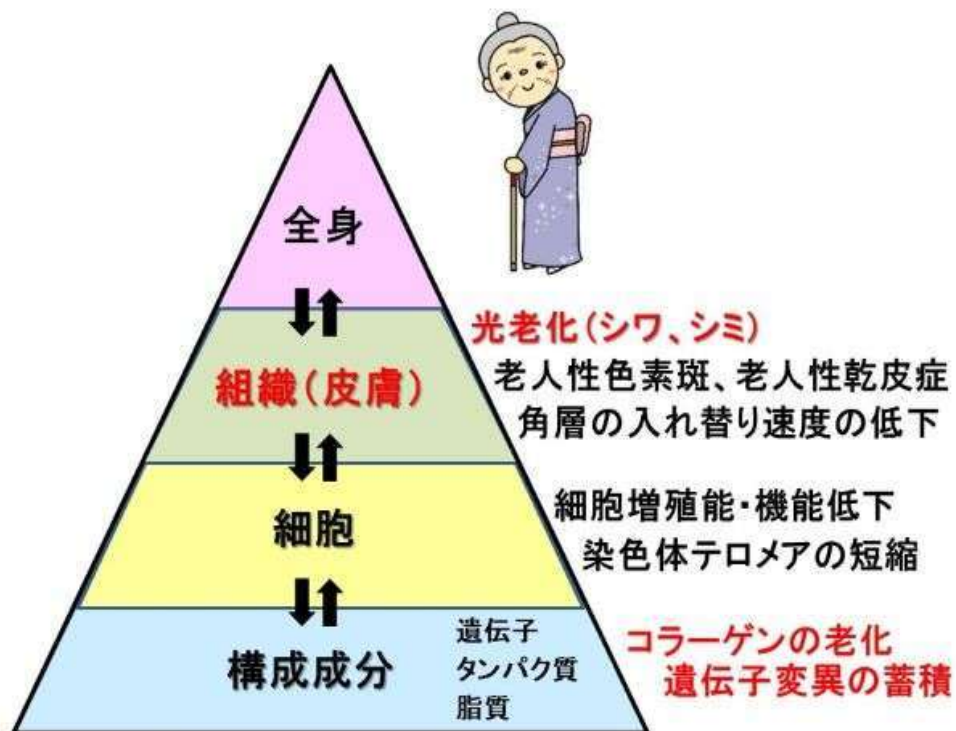 全身
光老化(シワ、シミ)
組織(皮膚)
老人性色素斑、老人性乾皮症
角層の入れ替り速度の低下
細胞
細胞増殖能・機能低下
染色体テロメアの短縮
構成成分
遺伝子
タンパク質
脂質
コラーゲンの老化
遺伝子変異の蓄積